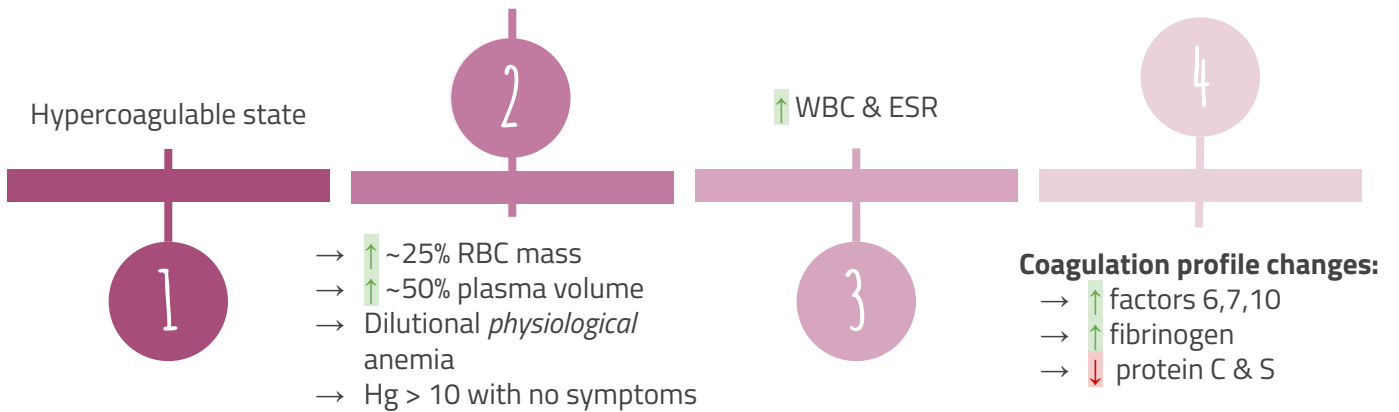 Hypercoagulable state
1
2
→ ↑ ~25% RBC mass
→ ↑ ~50% plasma volume
→ Dilutional physiological
anemia
→ Hg > 10 with no symptoms
↑ WBC & ESR
3
4
Coagulation profile changes:
→ ↑ factors 6,7,10
→ ↑ fibrinogen
→ ↓ protein C & S